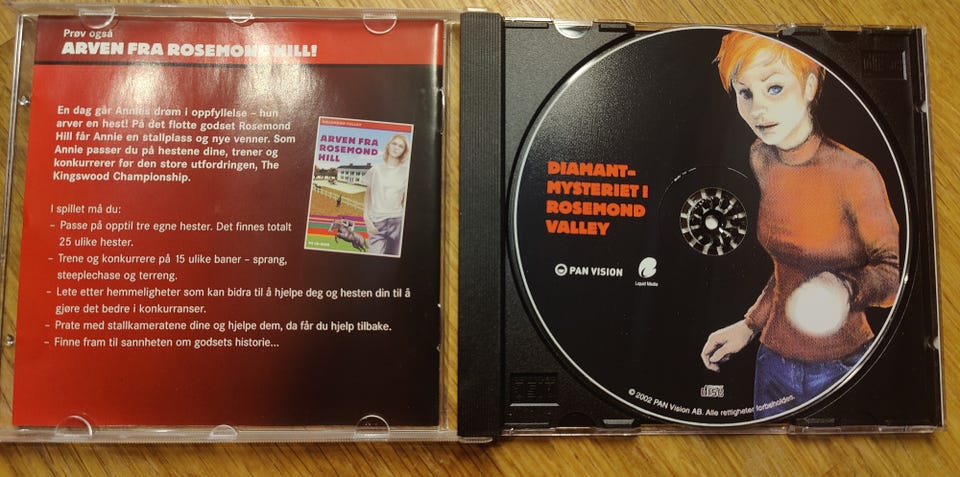 Prøv også
ARVEN FRA ROSEMOND HILL!
En dag går Annies drøm i oppfyllelse – hun
arver en hest! På det flotte godset Rosemond
Hill får Annie en stallplass og nye venner. Som
Annie passer du på hestene dine, trener og
konkurrerer før den store utfordringen, The
Kingswood Championship.
I spillet må du:
– Passe på opptil tre egne hester. Det finnes totalt
25 ulike hester.
– Trene og konkurrere på 15 ulike baner – sprang,
steeplechase og terreng.
– Lete etter hemmeligheter som kan bidra til å hjelpe deg og hesten din til å
gjøre det bedre i konkurranser.
– Prate med stallkameratene dine og hjelpe dem, da får du hjelp tilbake.
– Finne fram til sannheten om godsets historie...
ARVEN FRA
ROSEMOND
HILL
PC CD-ROM
DIAMANT-
MYSTERIET I
ROSEMOND
VALLEY
PAN VISION
Liquid Media
disc
© 2002 PAN Vision AB. Alle rettigheter forbeholdes.